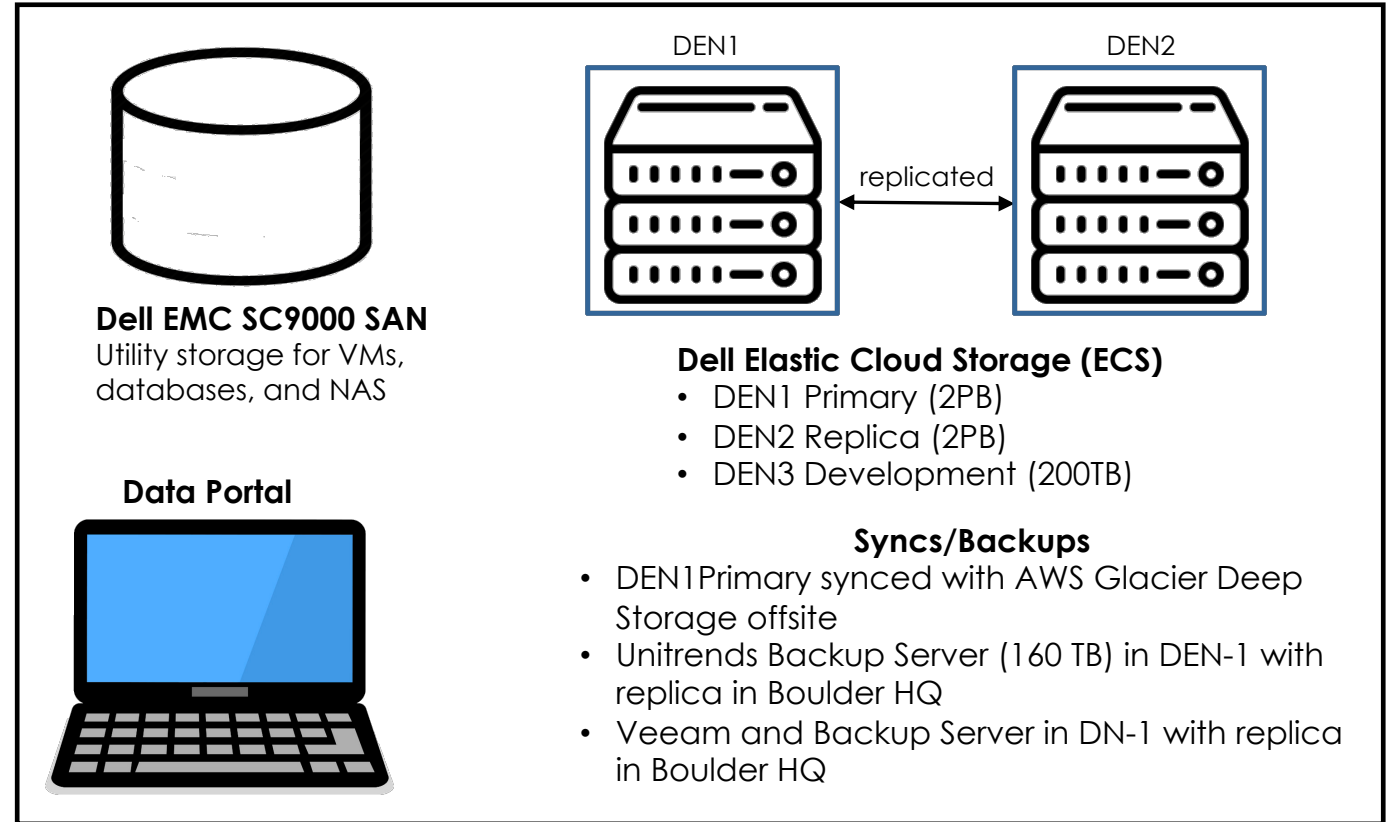 Dell EMC SC9000 SAN
Utility storage for VMs,
databases, and NAS
Data Portal
DEN1
DEN2
replicated
Dell Elastic Cloud Storage (ECS)
• DEN1 Primary (2PB)
• DEN2 Replica (2PB)
• DEN3 Development (200TB)
Syncs/Backups
• DEN1Primary synced with AWS Glacier Deep
Storage offsite
• Unitrends Backup Server (160 TB) in DEN-1 with
replica in Boulder HQ
• Veeam and Backup Server in DN-1 with replica
in Boulder HQ